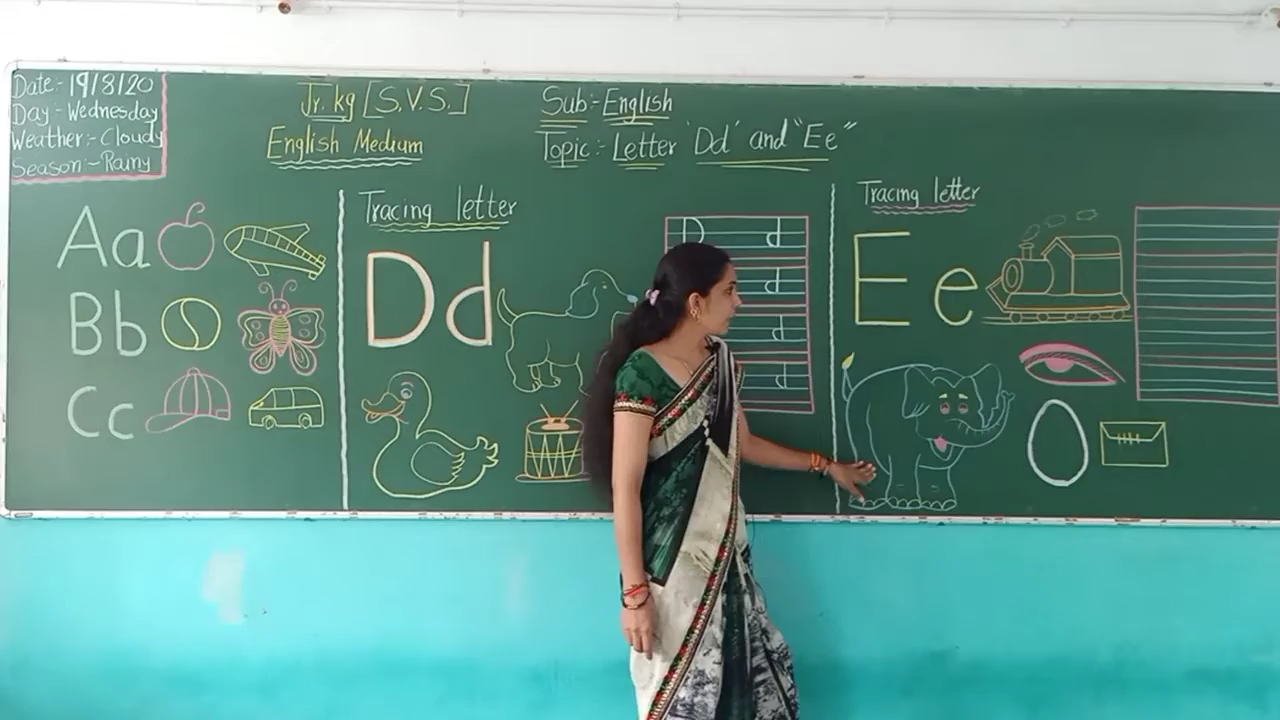 Date:- 19/8/20
Day:- Wednesday
Weather:- Cloudy
Season:- Rainy
Jr. kg [S.V.S.]
English Medium
Sub:- English
Topic:- Letter 'Dd' and "Ee"
Aa
Bb
Cc
Tracing letter
Dd
D d
d
d
d
Tracing letter
Ee